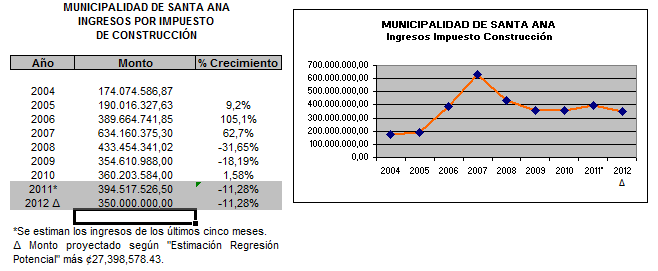 MUNICIPALIDAD DE SANTA ANA
INGRESOS POR IMPUESTO
DE CONSTRUCCIÓN
Año Monto % Crecimiento
2004 174.074.586,87
2005 190.016.327,63 9,2%
2006 389.664.741,85 105,1%
2007 634.160.375,30 62,7%
2008 433.454.341,02 -31,65%
2009 354.610.988,00 -18,19%
2010 360.203.584,00 1,58%
2011* 394.517.526,50 -11,28%
2012 Δ 350.000.000,00 -11,28%
*Se estiman los ingresos de los últimos cinco meses.
Δ Monto proyectado según "Estimación Regresión
Potencial" más ¢27,398,578.43.
MUNICIPALIDAD DE SANTA ANA
Ingresos Impuesto Construcción
700.000.000,00
600.000.000,00
500.000.000,00
400.000.000,00
300.000.000,00
200.000.000,00
100.000.000,00
0,00
2004 2005 2006 2007 2008 2009 2010 2011* 2012
Δ